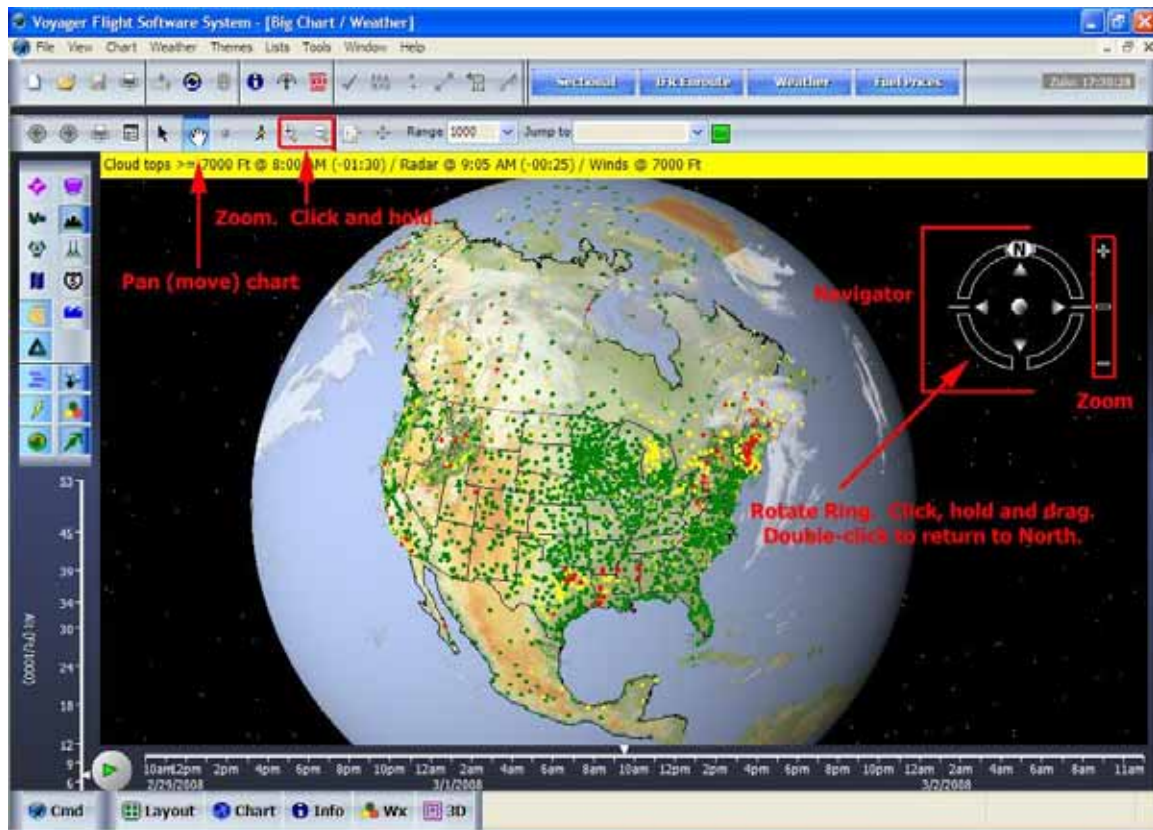 Voyager Flight Software System - [Big Chart / Weather]
File View Chart Weather Themes Lists Tools Window Help
Sectional IFR Enroute Weather Fuel Prices Zulu 17:30:28
Range 1000 Jump to
Cloud tops >= 7000 Ft @ 8:00 AM (-01:30) / Radar @ 9:05 AM (-00:25) / Winds @ 7000 Ft
Zoom. Click and hold.
Pan (move) chart
N
Navigator
Zoom
Rotate Ring. Click, hold and drag.
Double-click to return to North.
53
45
39
34
30
24
18
12
9
6
Alt (Ft/1000)
10am 12pm 2pm 4pm 6pm 8pm 10pm 12am 2am 4am 6am 8am 10am 12pm 2pm 4pm 6pm 8pm 10pm 12am 2am 4am 6am 8am 11am
2/29/2008 3/1/2008 3/2/2008
Cmd Layout Chart Info Wx 3D